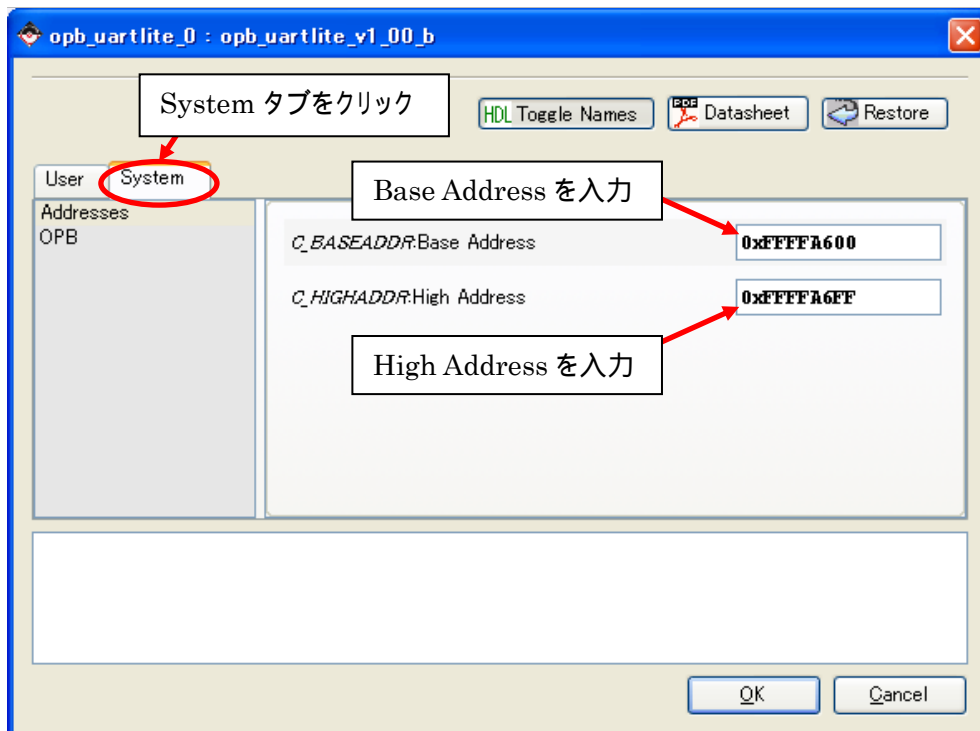 opb_uartlite_0 : opb_uartlite_v1_00_b
System タブをクリック
HDL Toggle Names
PDF Datasheet
Restore
User
System
Addresses
OPB
Base Address を入力
C_BASEADDR:Base Address
0xFFFFA600
C_HIGHADDR:High Address
0xFFFFA6FF
High Address を入力
OK
Cancel